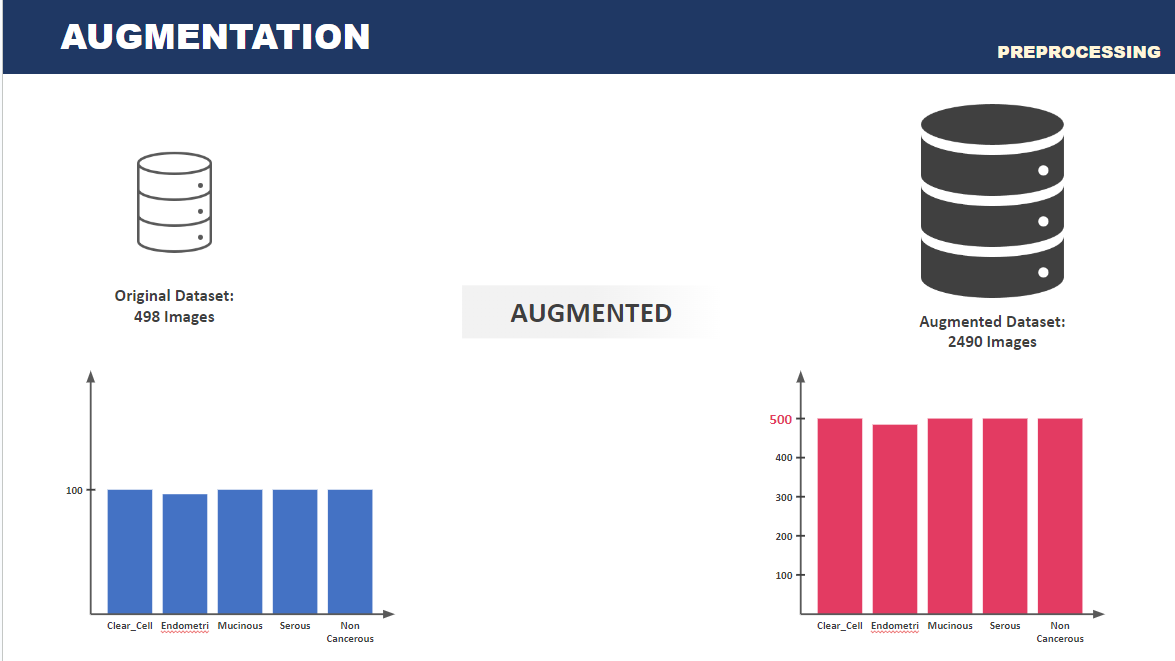 AUGMENTATION
PREPROCESSING
Original Dataset:
498 Images
AUGMENTED
Augmented Dataset:
2490 Images
100
Clear_Cell
Endometri
Mucinous
Serous
Non
Cancerous
500
400
300
200
100
Clear_Cell
Endometri
Mucinous
Serous
Non
Cancerous